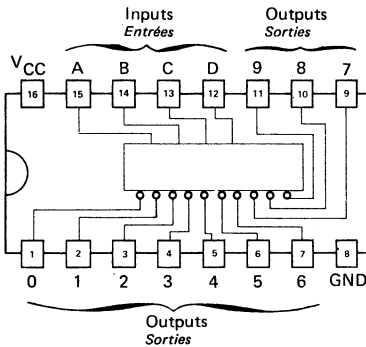 Inputs Outputs
Entrées Sorties
VCC A B C D 9 8 7
16 15 14 13 12 11 10 9
1 2 3 4 5 6 7 8
0 1 2 3 4 5 6 GND
Outputs
Sorties